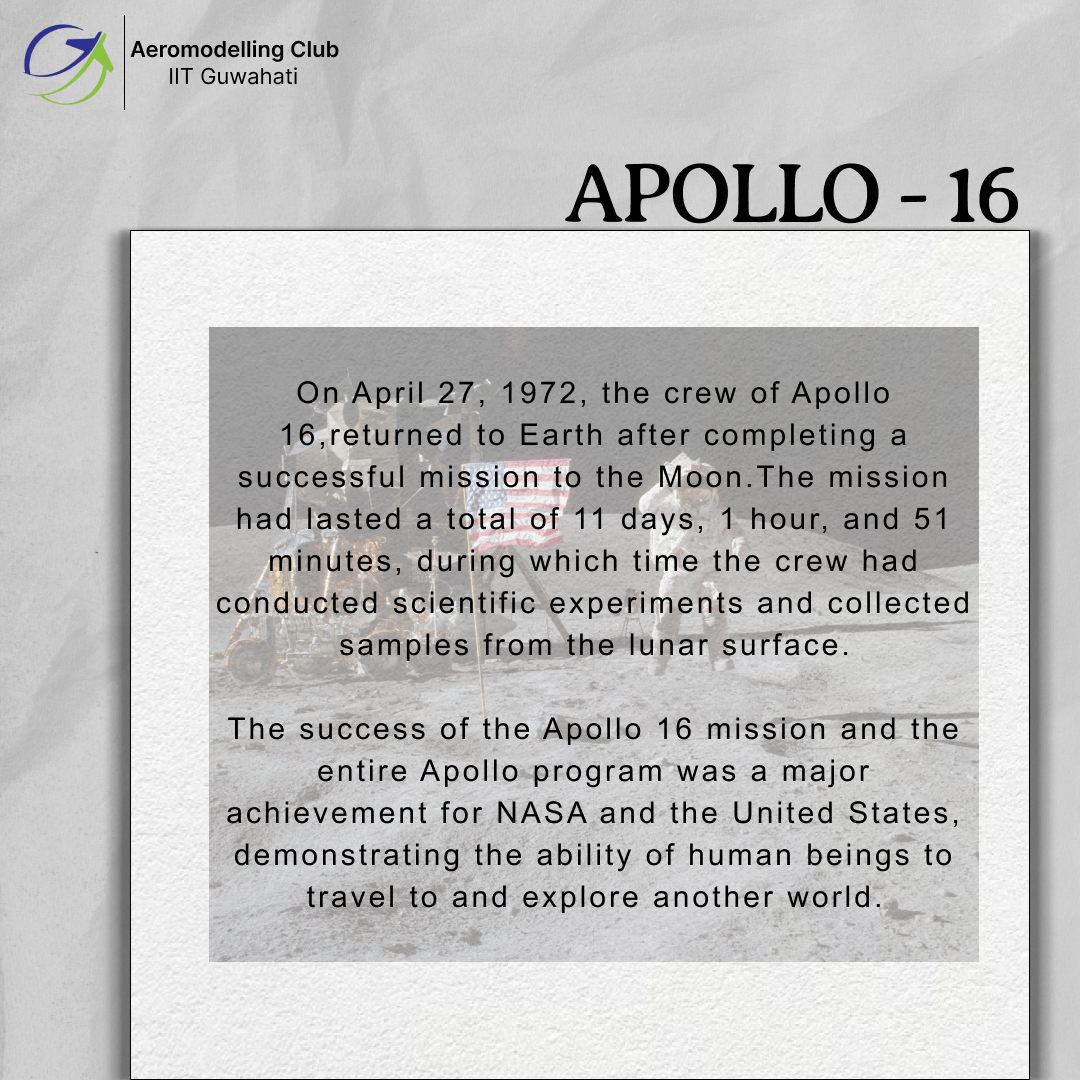 Aeromodelling Club
IIT Guwahati
APOLLO - 16
On April 27, 1972, the crew of Apollo
16,returned to Earth after completing a
successful mission to the Moon.The mission
had lasted a total of 11 days, 1 hour, and 51
minutes, during which time the crew had
conducted scientific experiments and collected
samples from the lunar surface.
The success of the Apollo 16 mission and the
entire Apollo program was a major
achievement for NASA and the United States,
demonstrating the ability of human beings to
travel to and explore another world.